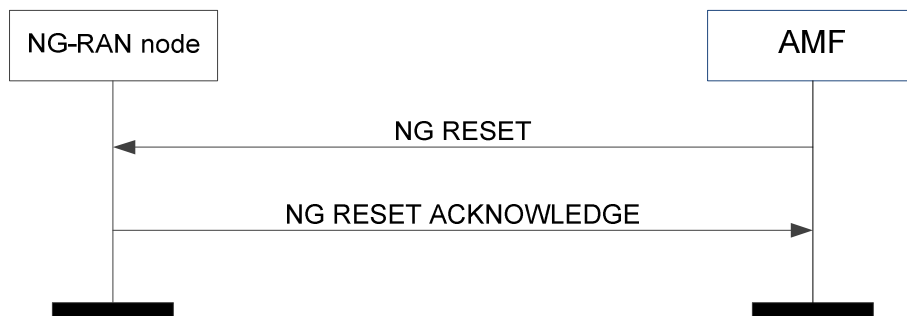 NG-RAN node
AMF
NG RESET
NG RESET ACKNOWLEDGE